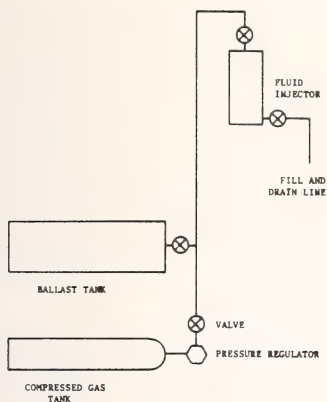 FLUID
INJECTOR
FILL AND
DRAIN LINE
BALLAST TANK
VALVE
PRESSURE REGULATOR
COMPRESSED GAS
TANK